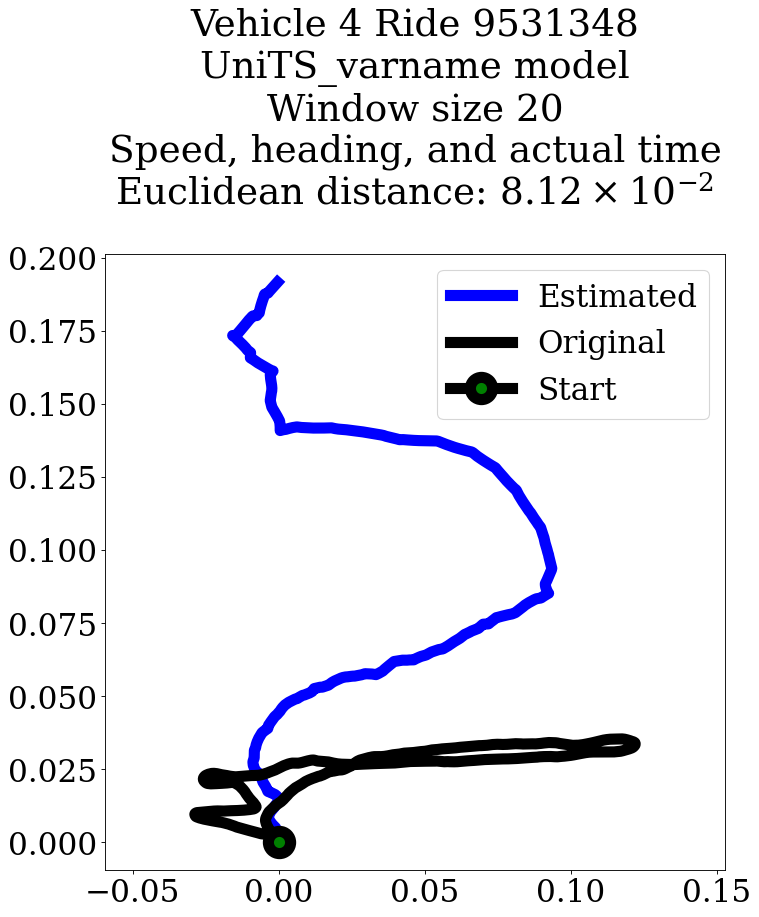 Vehicle 4 Ride 9531348
UniTS_varname model
Window size 20
Speed, heading, and actual time
Euclidean distance: 8.12 × 10⁻²
0.200
0.175
0.150
0.125
0.100
0.075
0.050
0.025
0.000
Estimated
Original
Start
−0.05 0.00 0.05 0.10 0.15